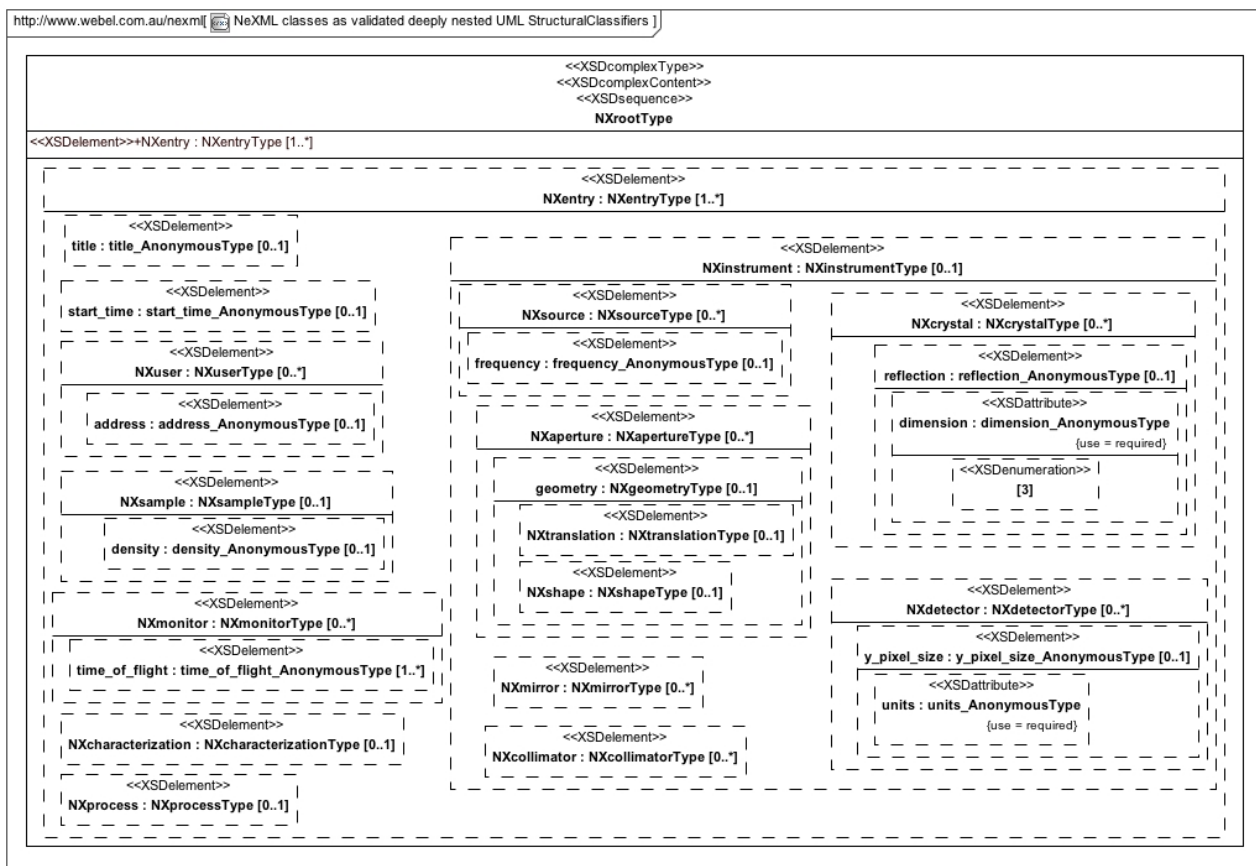 http://www.webel.com.au/nexml[ NeXML classes as validated deeply nested UML StructuralClassifiers ]
<<XSDcomplexType>>
<<XSDcomplexContent>>
<<XSDsequence>>
NXrootType
<<XSDelement>>+NXentry : NXentryType [1..*]
<<XSDelement>>
NXentry : NXentryType [1..*]
<<XSDelement>>
title : title_AnonymousType [0..1]
<<XSDelement>>
start_time : start_time_AnonymousType [0..1]
<<XSDelement>>
NXuser : NXuserType [0..*]
<<XSDelement>>
address : address_AnonymousType [0..1]
<<XSDelement>>
NXsample : NXsampleType [0..1]
<<XSDelement>>
density : density_AnonymousType [0..1]
<<XSDelement>>
NXmonitor : NXmonitorType [0..*]
<<XSDelement>>
time_of_flight : time_of_flight_AnonymousType [1..*]
<<XSDelement>>
NXcharacterization : NXcharacterizationType [0..1]
<<XSDelement>>
NXprocess : NXprocessType [0..1]
<<XSDelement>>
NXinstrument : NXinstrumentType [0..1]
<<XSDelement>>
NXsource : NXsourceType [0..*]
<<XSDelement>>
frequency : frequency_AnonymousType [0..1]
<<XSDelement>>
NXaperture : NXapertureType [0..*]
<<XSDelement>>
geometry : NXgeometryType [0..1]
<<XSDelement>>
NXtranslation : NXtranslationType [0..1]
<<XSDelement>>
NXshape : NXshapeType [0..1]
<<XSDelement>>
NXmirror : NXmirrorType [0..*]
<<XSDelement>>
NXcollimator : NXcollimatorType [0..*]
<<XSDelement>>
NXcrystal : NXcrystalType [0..*]
<<XSDelement>>
reflection : reflection_AnonymousType [0..1]
<<XSDattribute>>
dimension : dimension_AnonymousType
{use = required}
<<XSDenumeration>>
[3]
<<XSDelement>>
NXdetector : NXdetectorType [0..*]
<<XSDelement>>
y_pixel_size : y_pixel_size_AnonymousType [0..1]
<<XSDattribute>>
units : units_AnonymousType
{use = required}